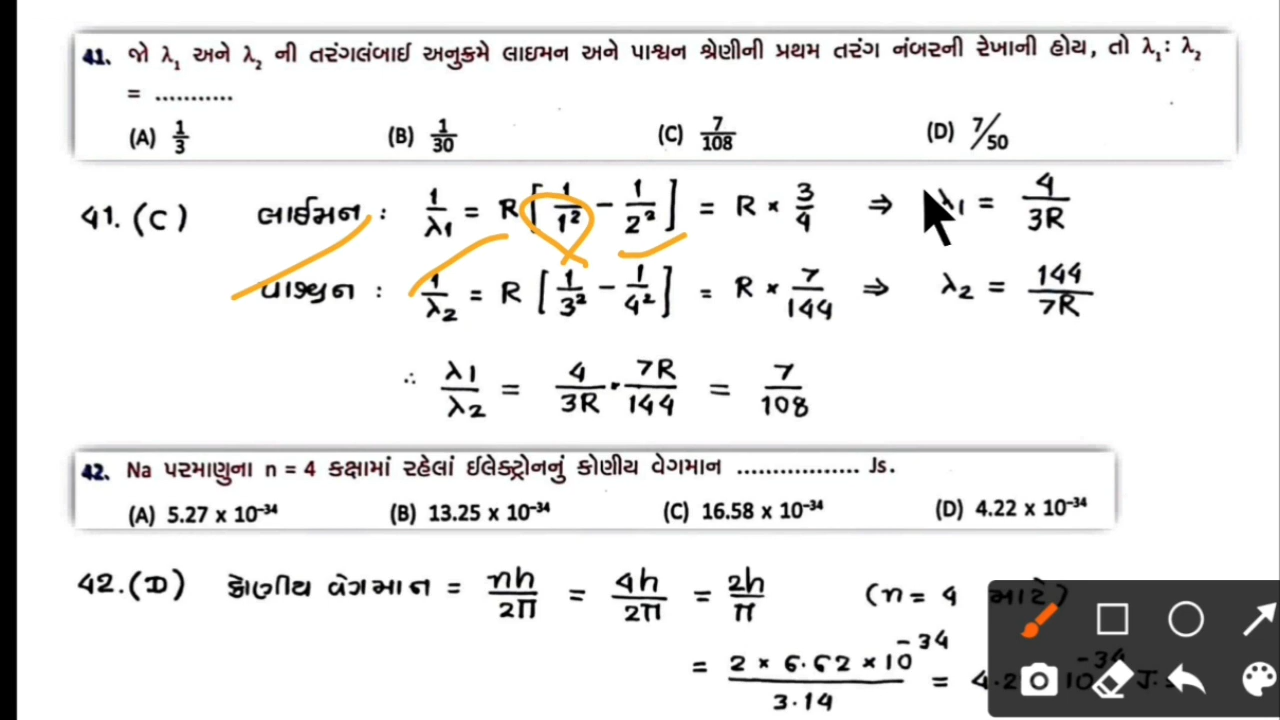 41. જો λ₁ અને λ₂ ની તરંગલંબાઈ અનુક્રમે લાઇમન અને પાશ્વન શ્રેણીની પ્રથમ તરંગ નંબરની રેખાની હોય, તો λ₁: λ₂
= ...........
(A) 1/3 (B) 1/30 (C) 7/108 (D) 7/50
41. (C) લાઈમન : 1/λ1 = R[1/1² − 1/2²] = R × 3/4 ⇒ λ1 = 4/3R
પાશ્ચન : 1/λ2 = R[1/3² − 1/4²] = R × 7/144 ⇒ λ2 = 144/7R
∴ λ1/λ2 = 4/3R · 7R/144 = 7/108
42. Na પરમાણુના n = 4 કક્ષામાં રહેલાં ઈલેક્ટ્રોનનું કોણીય વેગમાન ................. Js.
(A) 5.27 x 10⁻³⁴ (B) 13.25 x 10⁻³⁴ (C) 16.58 x 10⁻³⁴ (D) 4.22 x 10⁻³⁴
42. (D) કોણીય વેગમાન = nh/2π = 4h/2π = 2h/π (n = 4 માટે)
= 2 × 6.62 × 10⁻³⁴/3.14 =